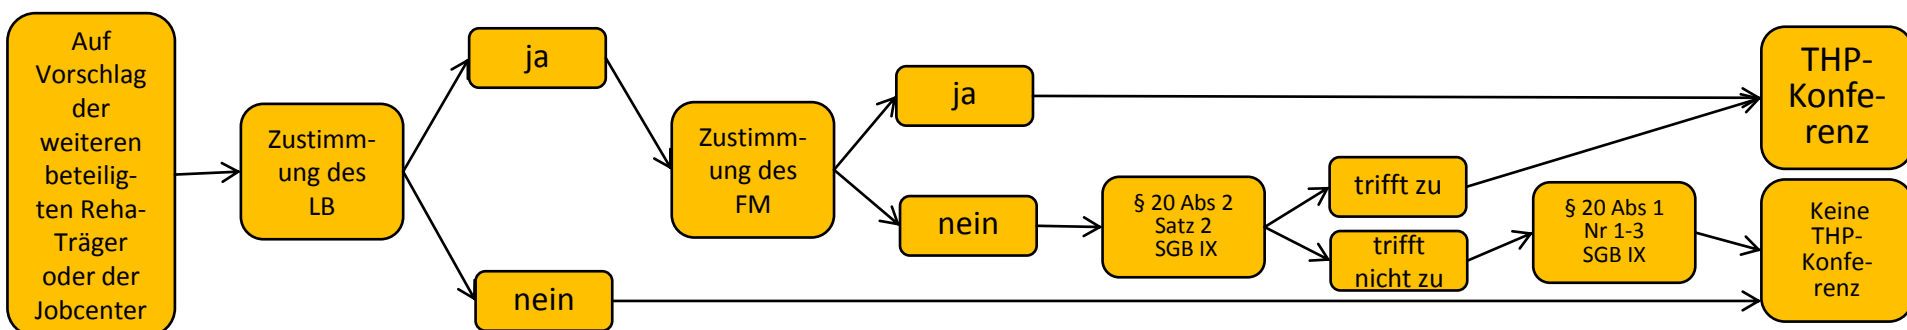 Auf
Vorschlag
der
weiteren
beteilig-
ten Reha-
Träger
oder der
Jobcenter
Zustimm-
ung des
LB
ja
nein
Zustimm-
ung des
FM
ja
nein
§ 20 Abs 2
Satz 2
SGB IX
trifft zu
trifft
nicht zu
§ 20 Abs 1
Nr 1-3
SGB IX
THP-
Konfe-
renz
Keine
THP-
Konfe-
renz